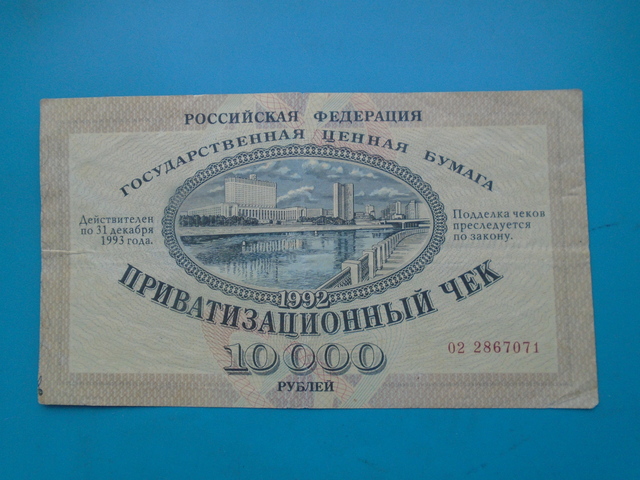 РОССИЙСКАЯ ФЕДЕРАЦИЯ
ГОСУДАРСТВЕННАЯ ЦЕННАЯ БУМАГА
Действителен
по 31 декабря
1993 года.
Подделка чеков
преследуется
по закону.
1992
ПРИВАТИЗАЦИОННЫЙ ЧЕК
10000
РУБЛЕЙ
02 2867071